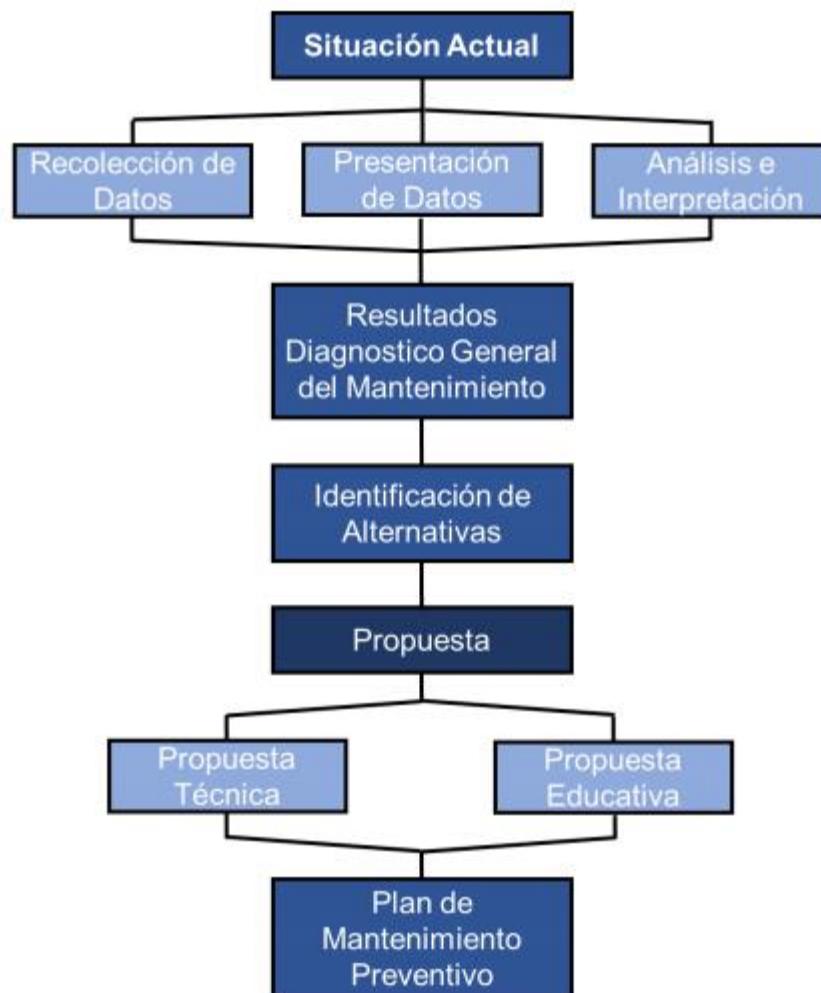 Situación Actual
Recolección de
Datos
Presentación
de Datos
Análisis e
Interpretación
Resultados
Diagnostico General
del Mantenimiento
Identificación de
Alternativas
Propuesta
Propuesta
Técnica
Propuesta
Educativa
Plan de
Mantenimiento
Preventivo